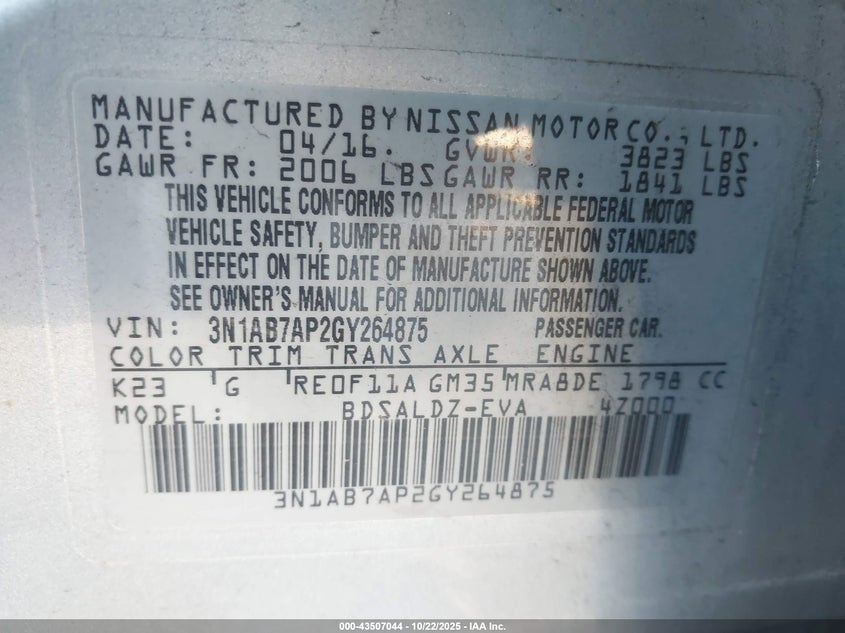 MANUFACTURED BY NISSAN MOTOR CO., LTD.
DATE: 04/16. GVWR: 3823 LBS
GAWR FR: 2006 LBS GAWR RR: 1841 LBS
THIS VEHICLE CONFORMS TO ALL APPLICABLE FEDERAL MOTOR
VEHICLE SAFETY, BUMPER AND THEFT PREVENTION STANDARDS
IN EFFECT ON THE DATE OF MANUFACTURE SHOWN ABOVE.
SEE OWNER'S MANUAL FOR ADDITIONAL INFORMATION.
VIN: 3N1AB7AP2GY264875 PASSENGER CAR.
COLOR TRIM TRANS AXLE ENGINE
K23 G RE0F11A GM35 MRA8DE 1798 CC
MODEL: BDSALDZ-EVA 4Z000
3N1AB7AP2GY264875
000-43507044 - 10/22/2025 - IAA Inc.